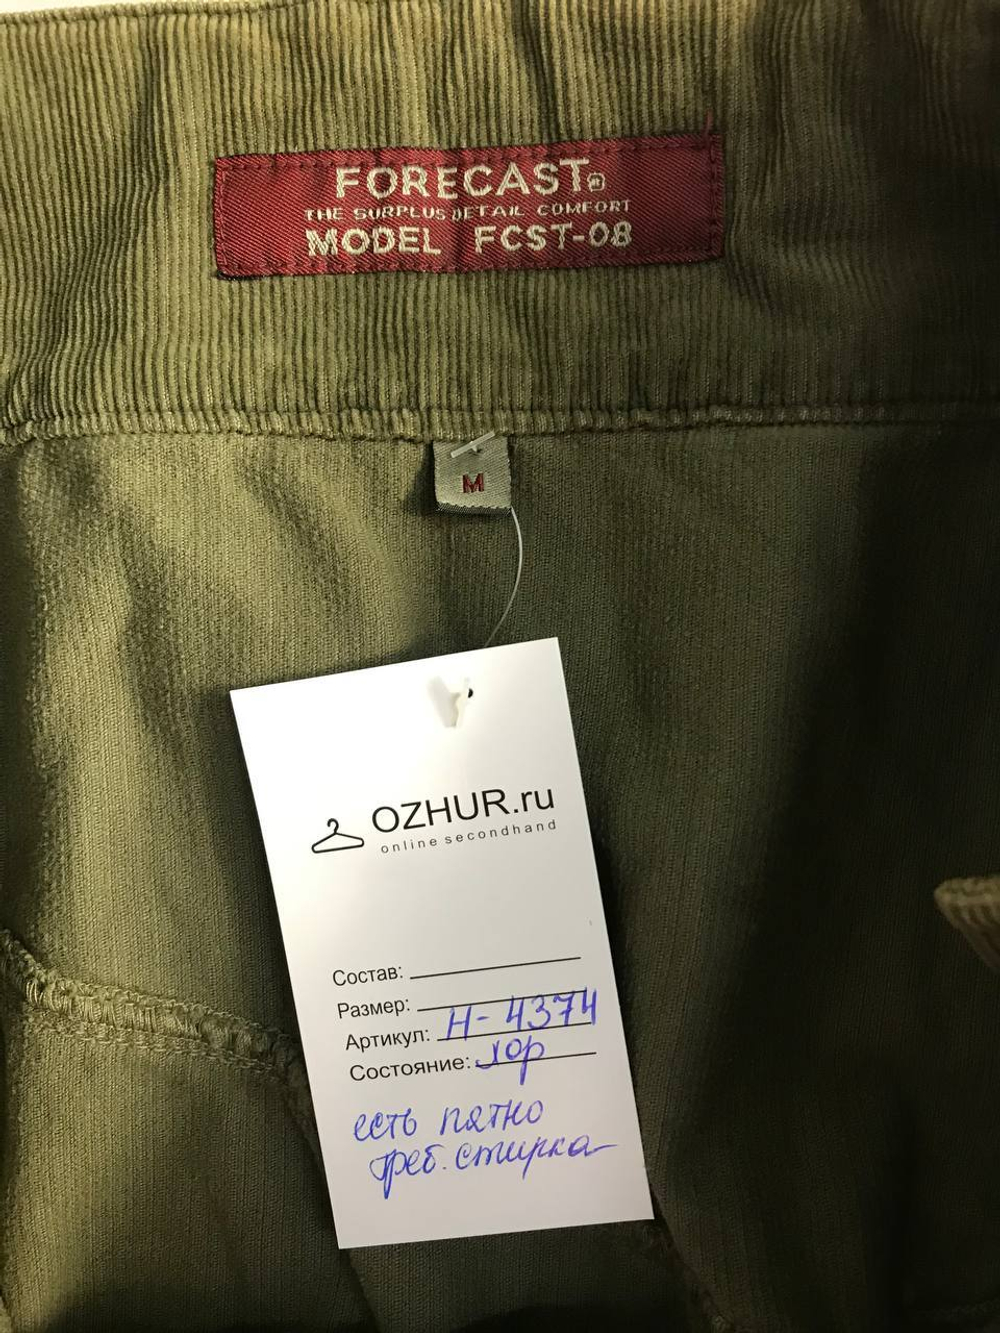 FORECAST
THE SURPLUS DETAIL COMFORT
MODEL FCST-08
M
OZHUR.ru
online secondhand
Состав:
Размер:
Артикул: Н-4374
Состояние: хор
есть пятно
треб. стирка